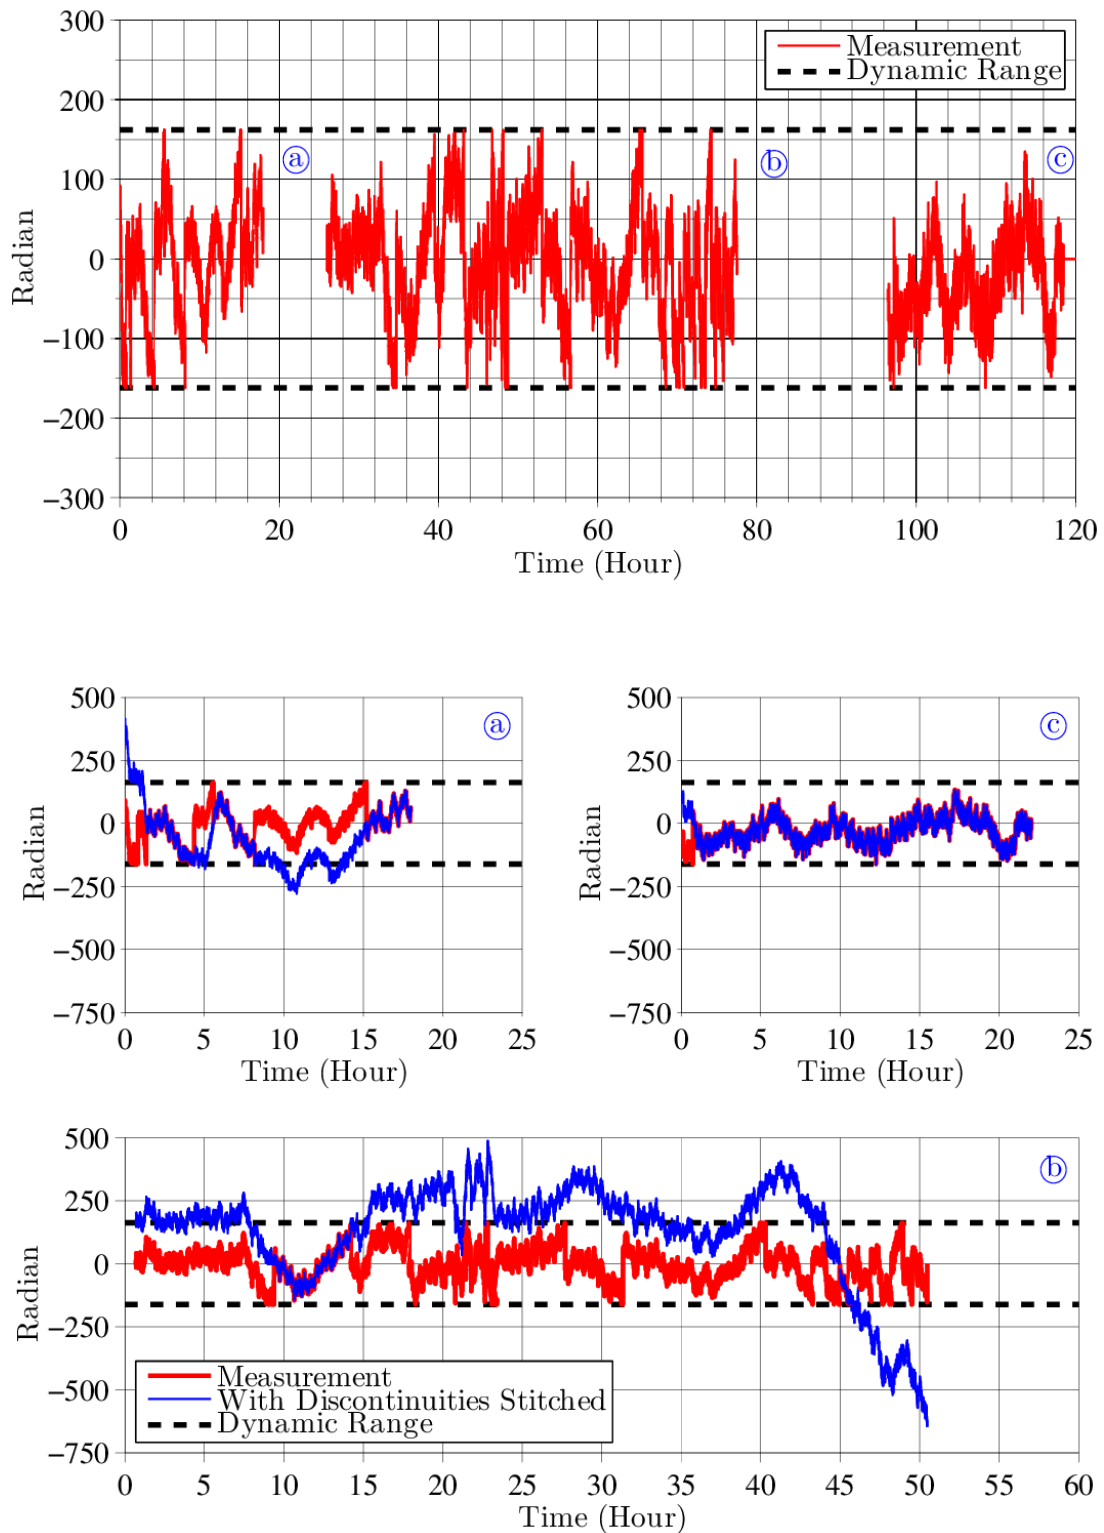 300
200
100
0
−100
−200
−300
Radian
Measurement
Dynamic Range
a
b
c
0 20 40 60 80 100 120
Time (Hour)
500
250
0
−250
−500
−750
Radian
a
0 5 10 15 20 25
Time (Hour)
500
250
0
−250
−500
−750
Radian
c
0 5 10 15 20 25
Time (Hour)
500
250
0
−250
−500
−750
Radian
b
Measurement
With Discontinuities Stitched
Dynamic Range
0 5 10 15 20 25 30 35 40 45 50 55 60
Time (Hour)